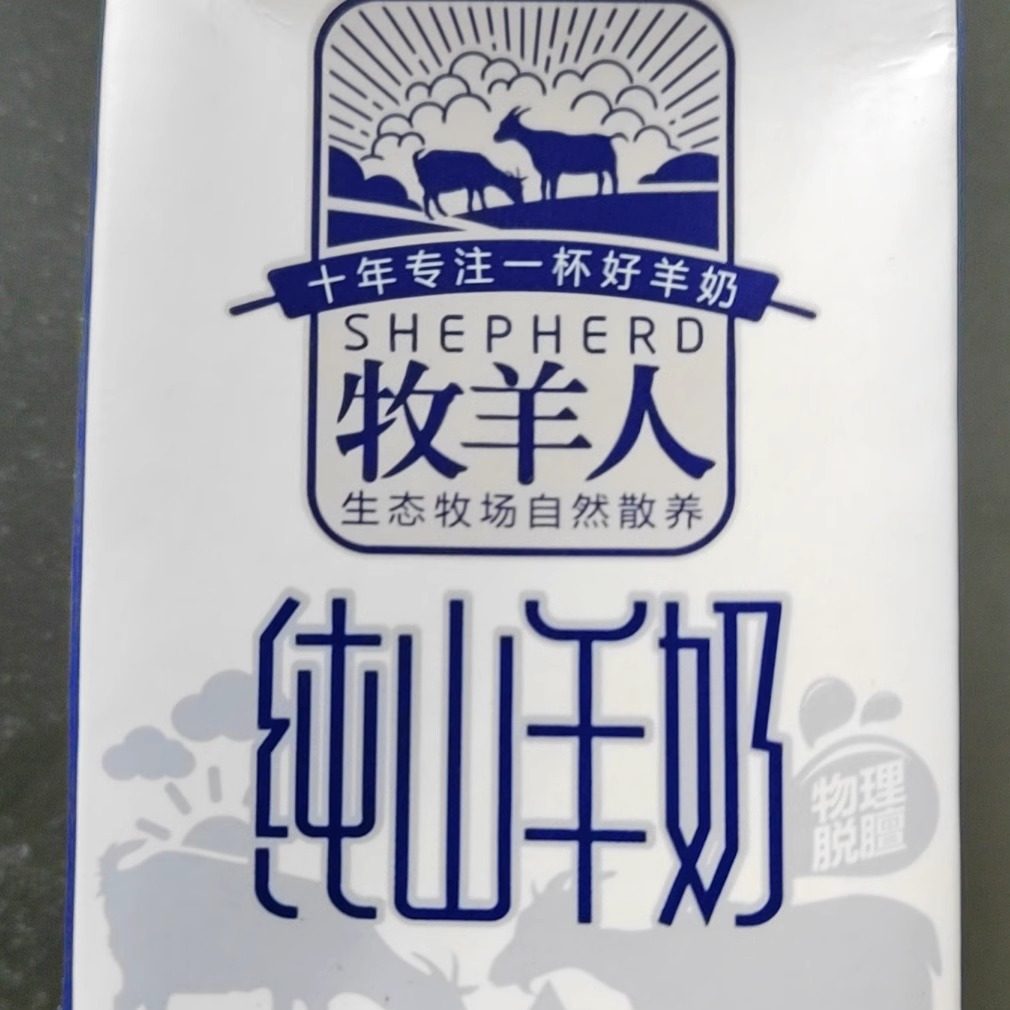 十年专注一杯好羊奶
SHEPHERD
牧羊人
生态牧场自然散养
纯山羊奶
物理
脱膻